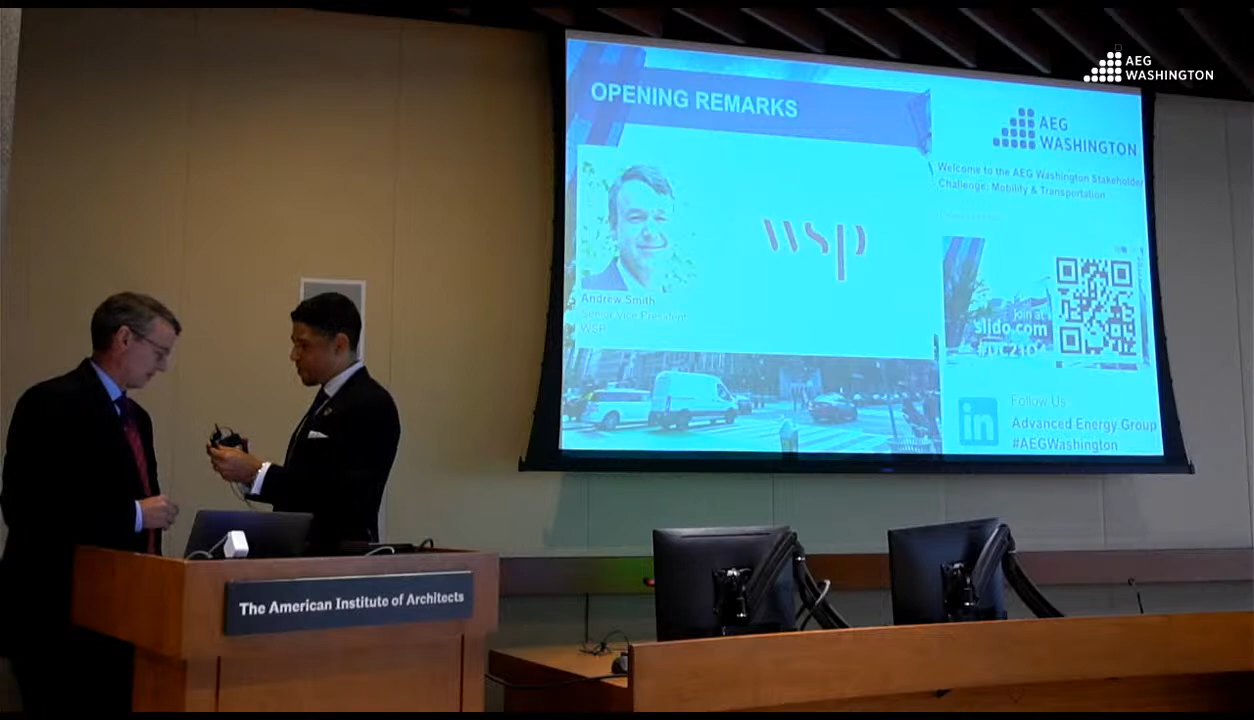 AEG
WASHINGTON
OPENING REMARKS
AEG
WASHINGTON
Welcome to the AEG Washington Stakeholder
Challenge: Mobility & Transportation
wsp
Andrew Smith
Senior Vice President
WSP
join at
slido.com
Follow Us
in
Advanced Energy Group
#AEGWashington
The American Institute of Architects